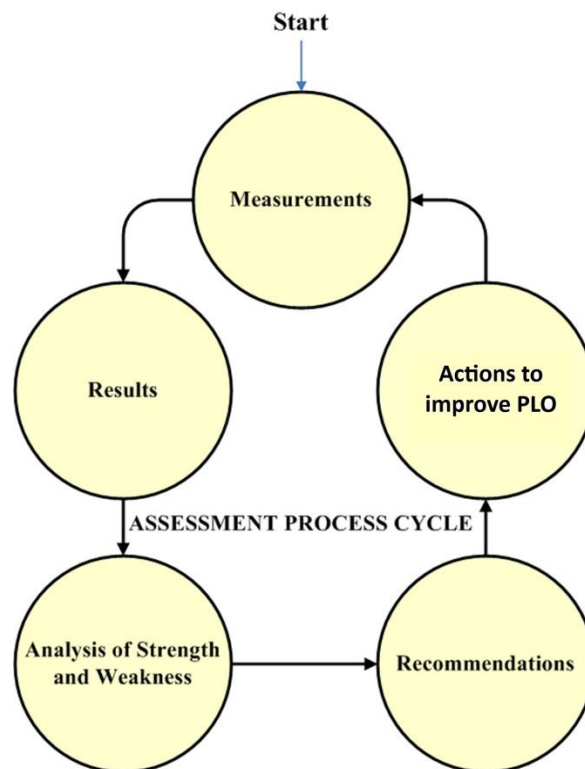 Start
Measurements
Results
Actions to
improve PLO
ASSESSMENT PROCESS CYCLE
Analysis of Strength
and Weakness
Recommendations